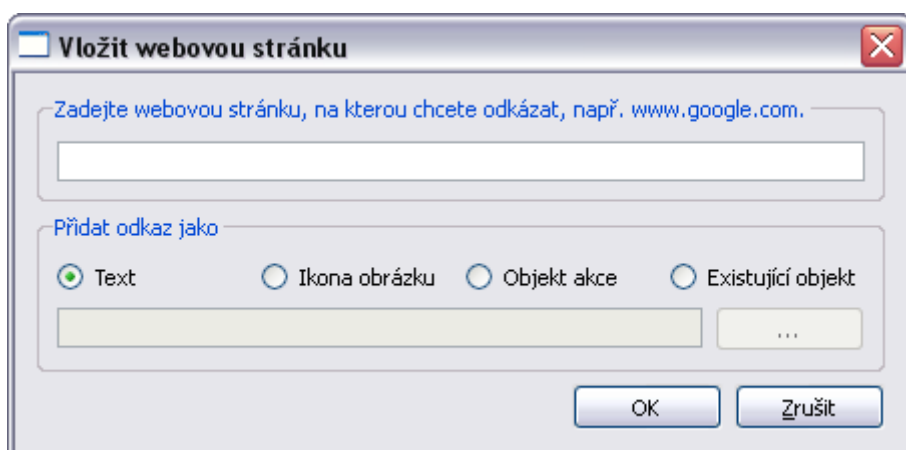 Vložit webovou stránku
Zadejte webovou stránku, na kterou chcete odkázat, např. www.google.com.
Přidat odkaz jako
Text Ikona obrázku Objekt akce Existující objekt
...
OK Zrušit